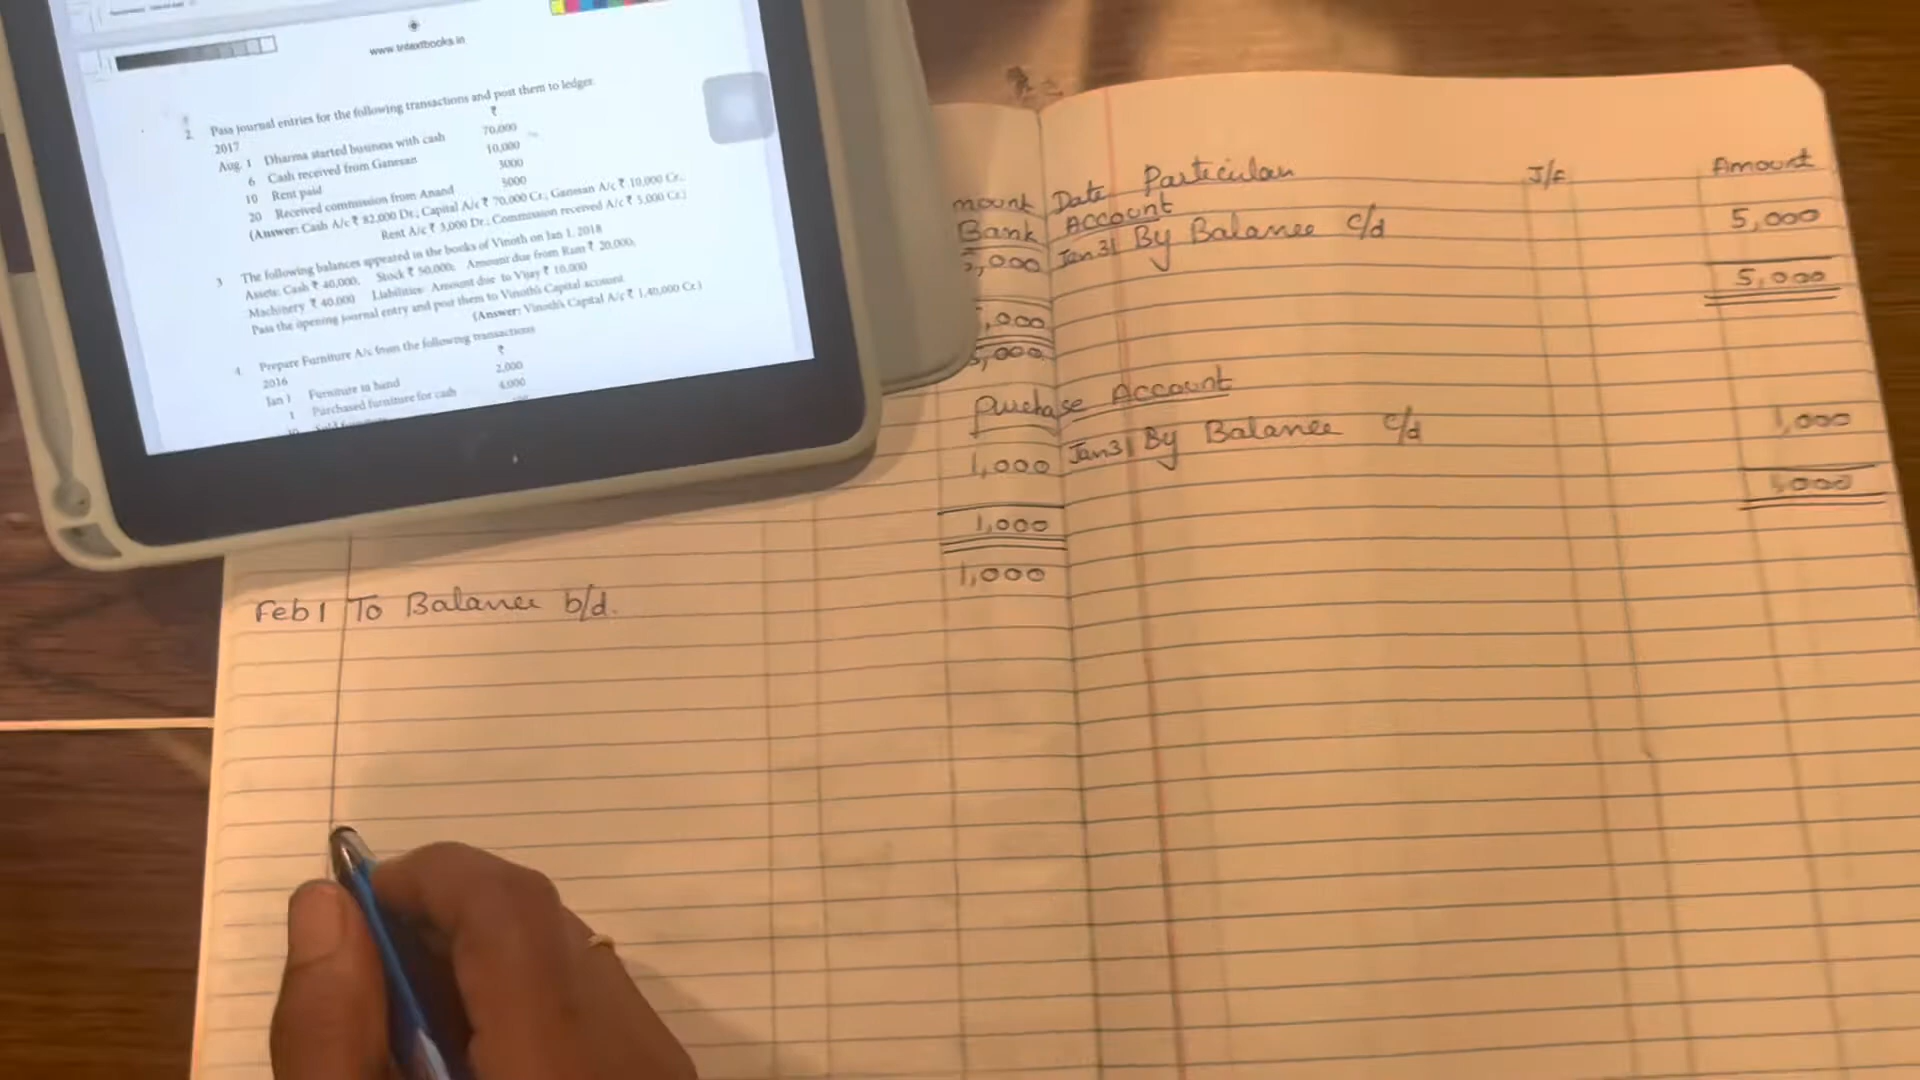 www.tntextbooks.in
2. Pass journal entries for the following transactions and post them to ledger.
2017 ₹
Aug. 1 Dharma started business with cash 70,000
6 Cash received from Ganesan 10,000
10 Rent paid 3000
20 Received commission from Anand 5000
(Answer: Cash A/c ₹ 82,000 Dr.; Capital A/c ₹ 70,000 Cr.; Ganesan A/c ₹ 10,000 Cr.,
Rent A/c ₹ 3,000 Dr.; Commission received A/c ₹ 5,000 Cr.)
3 The following balances appeared in the books of Vinoth on Jan 1, 2018
Assets: Cash ₹ 40,000, Stock ₹ 50,000; Amount due from Ram ₹ 20,000,
Machinery ₹ 40,000 Liabilities: Amount due to Vijay ₹ 10,000
Pass the opening journal entry and post them to Vinoth's Capital account.
(Answer: Vinoth's Capital A/c ₹ 1,40,000 Cr.)
4 Prepare Furniture A/c from the following transactions
2016 ₹
Jan 1 Furniture in hand 2,000
1 Purchased furniture for cash 4,000
mount Date Particulars J/F Amount
Bank Account
5,000 Jan 31 By Balance c/d 5,000
,000 5,000
5,000
Purchase Account
1,000 Jan 31 By Balance c/d 1,000
1,000 1,000
Feb 1 To Balance b/d. 1,000